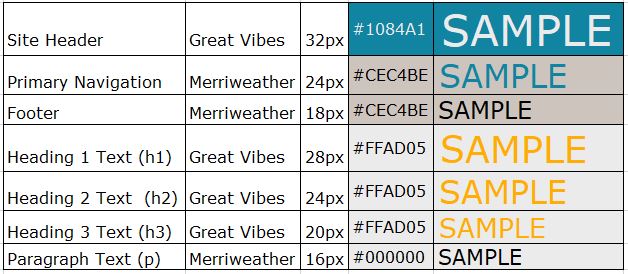 Site Header Great Vibes 32px #1084A1 SAMPLE
Primary Navigation Merriweather 24px #CEC4BE SAMPLE
Footer Merriweather 18px #CEC4BE SAMPLE
Heading 1 Text (h1) Great Vibes 28px #FFAD05 SAMPLE
Heading 2 Text (h2) Great Vibes 24px #FFAD05 SAMPLE
Heading 3 Text (h3) Great Vibes 20px #FFAD05 SAMPLE
Paragraph Text (p) Merriweather 16px #000000 SAMPLE